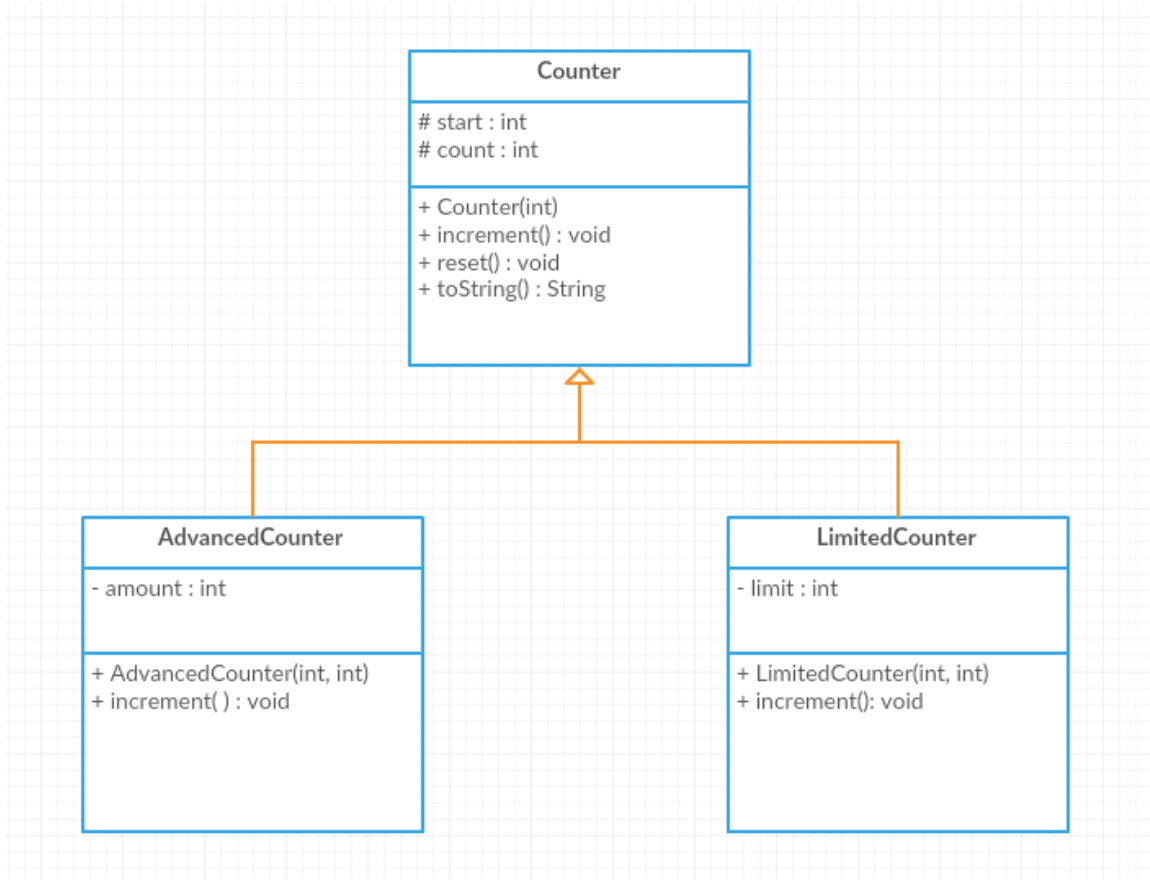 Counter
# start : int
# count : int
+ Counter(int)
+ increment() : void
+ reset() : void
+ toString() : String
AdvancedCounter
- amount : int
+ AdvancedCounter(int, int)
+ increment( ) : void
LimitedCounter
- limit : int
+ LimitedCounter(int, int)
+ increment(): void